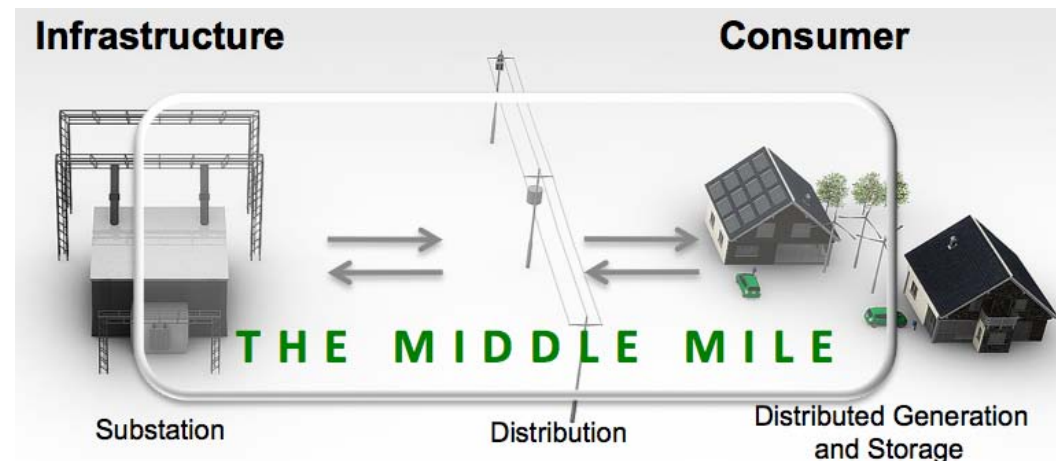 Infrastructure
Consumer
THE MIDDLE MILE
Substation
Distribution
Distributed Generation
and Storage